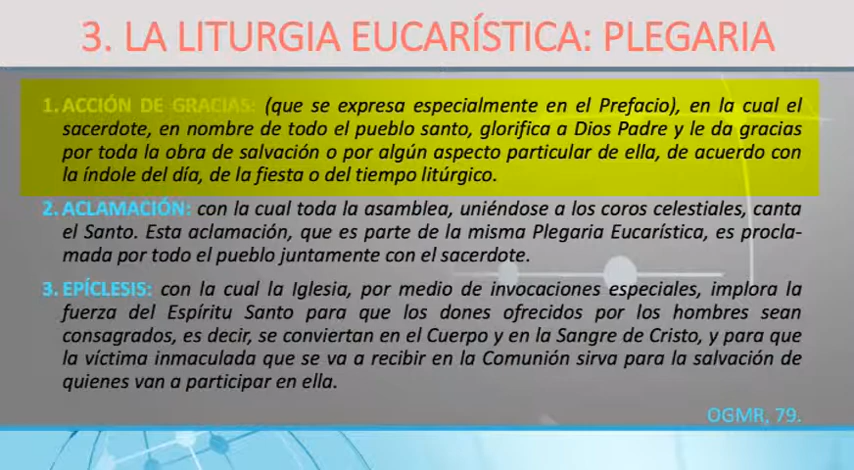 3. LA LITURGIA EUCARÍSTICA: PLEGARIA
1. ACCIÓN DE GRACIAS: (que se expresa especialmente en el Prefacio), en la cual el
sacerdote, en nombre de todo el pueblo santo, glorifica a Dios Padre y le da gracias
por toda la obra de salvación o por algún aspecto particular de ella, de acuerdo con
la índole del día, de la fiesta o del tiempo litúrgico.
2. ACLAMACIÓN: con la cual toda la asamblea, uniéndose a los coros celestiales, canta
el Santo. Esta aclamación, que es parte de la misma Plegaria Eucarística, es procla-
mada por todo el pueblo juntamente con el sacerdote.
3. EPÍCLESIS: con la cual la Iglesia, por medio de invocaciones especiales, implora la
fuerza del Espíritu Santo para que los dones ofrecidos por los hombres sean
consagrados, es decir, se conviertan en el Cuerpo y en la Sangre de Cristo, y para que
la víctima inmaculada que se va a recibir en la Comunión sirva para la salvación de
quienes van a participar en ella.
OGMR, 79.